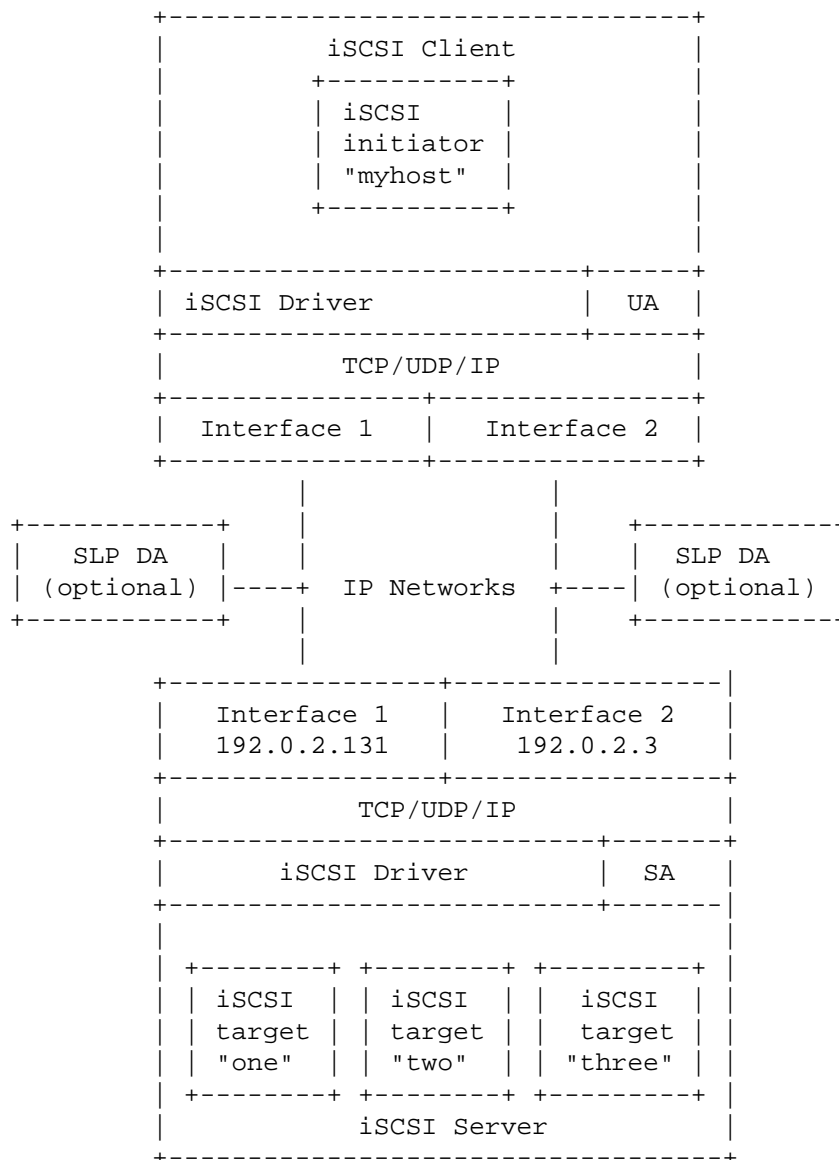 iSCSI Client
iSCSI
initiator
"myhost"
iSCSI Driver UA
TCP/UDP/IP
Interface 1 Interface 2
SLP DA SLP DA
(optional) IP Networks (optional)
Interface 1 Interface 2
192.0.2.131 192.0.2.3
TCP/UDP/IP
iSCSI Driver SA
iSCSI iSCSI iSCSI
target target target
"one" "two" "three"
iSCSI Server